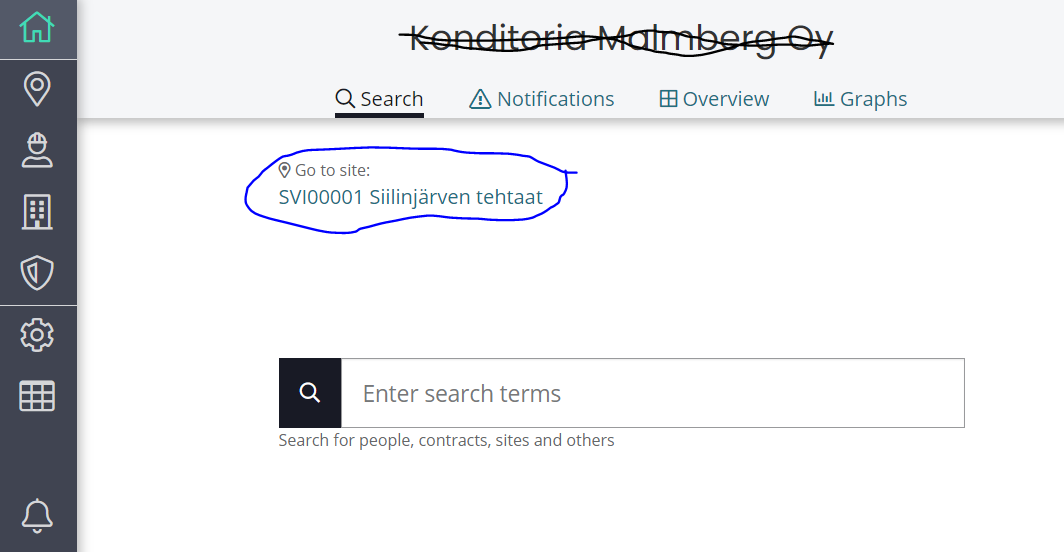 Konditoria Malmberg Oy
Search Notifications Overview Graphs
Go to site:
SVI00001 Siilinjärven tehtaat
Enter search terms
Search for people, contracts, sites and others